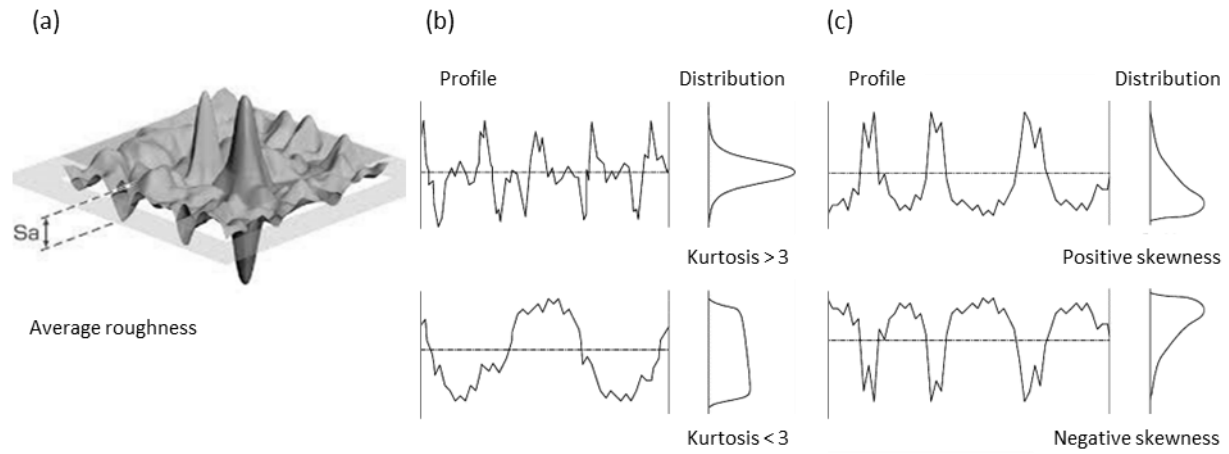 (a)
Sa
Average roughness
(b)
Profile
Distribution
Kurtosis > 3
Kurtosis < 3
(c)
Profile
Distribution
Positive skewness
Negative skewness